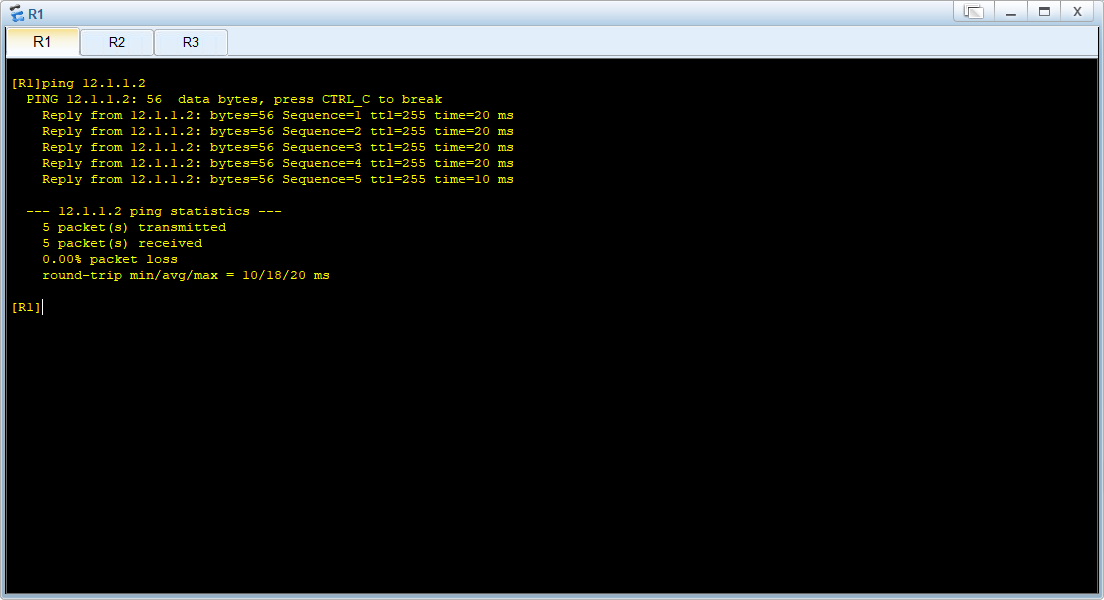 R1
R1 R2 R3
[R1]ping 12.1.1.2
  PING 12.1.1.2: 56  data bytes, press CTRL_C to break
    Reply from 12.1.1.2: bytes=56 Sequence=1 ttl=255 time=20 ms
    Reply from 12.1.1.2: bytes=56 Sequence=2 ttl=255 time=20 ms
    Reply from 12.1.1.2: bytes=56 Sequence=3 ttl=255 time=20 ms
    Reply from 12.1.1.2: bytes=56 Sequence=4 ttl=255 time=20 ms
    Reply from 12.1.1.2: bytes=56 Sequence=5 ttl=255 time=10 ms
  --- 12.1.1.2 ping statistics ---
    5 packet(s) transmitted
    5 packet(s) received
    0.00% packet loss
    round-trip min/avg/max = 10/18/20 ms
[R1]